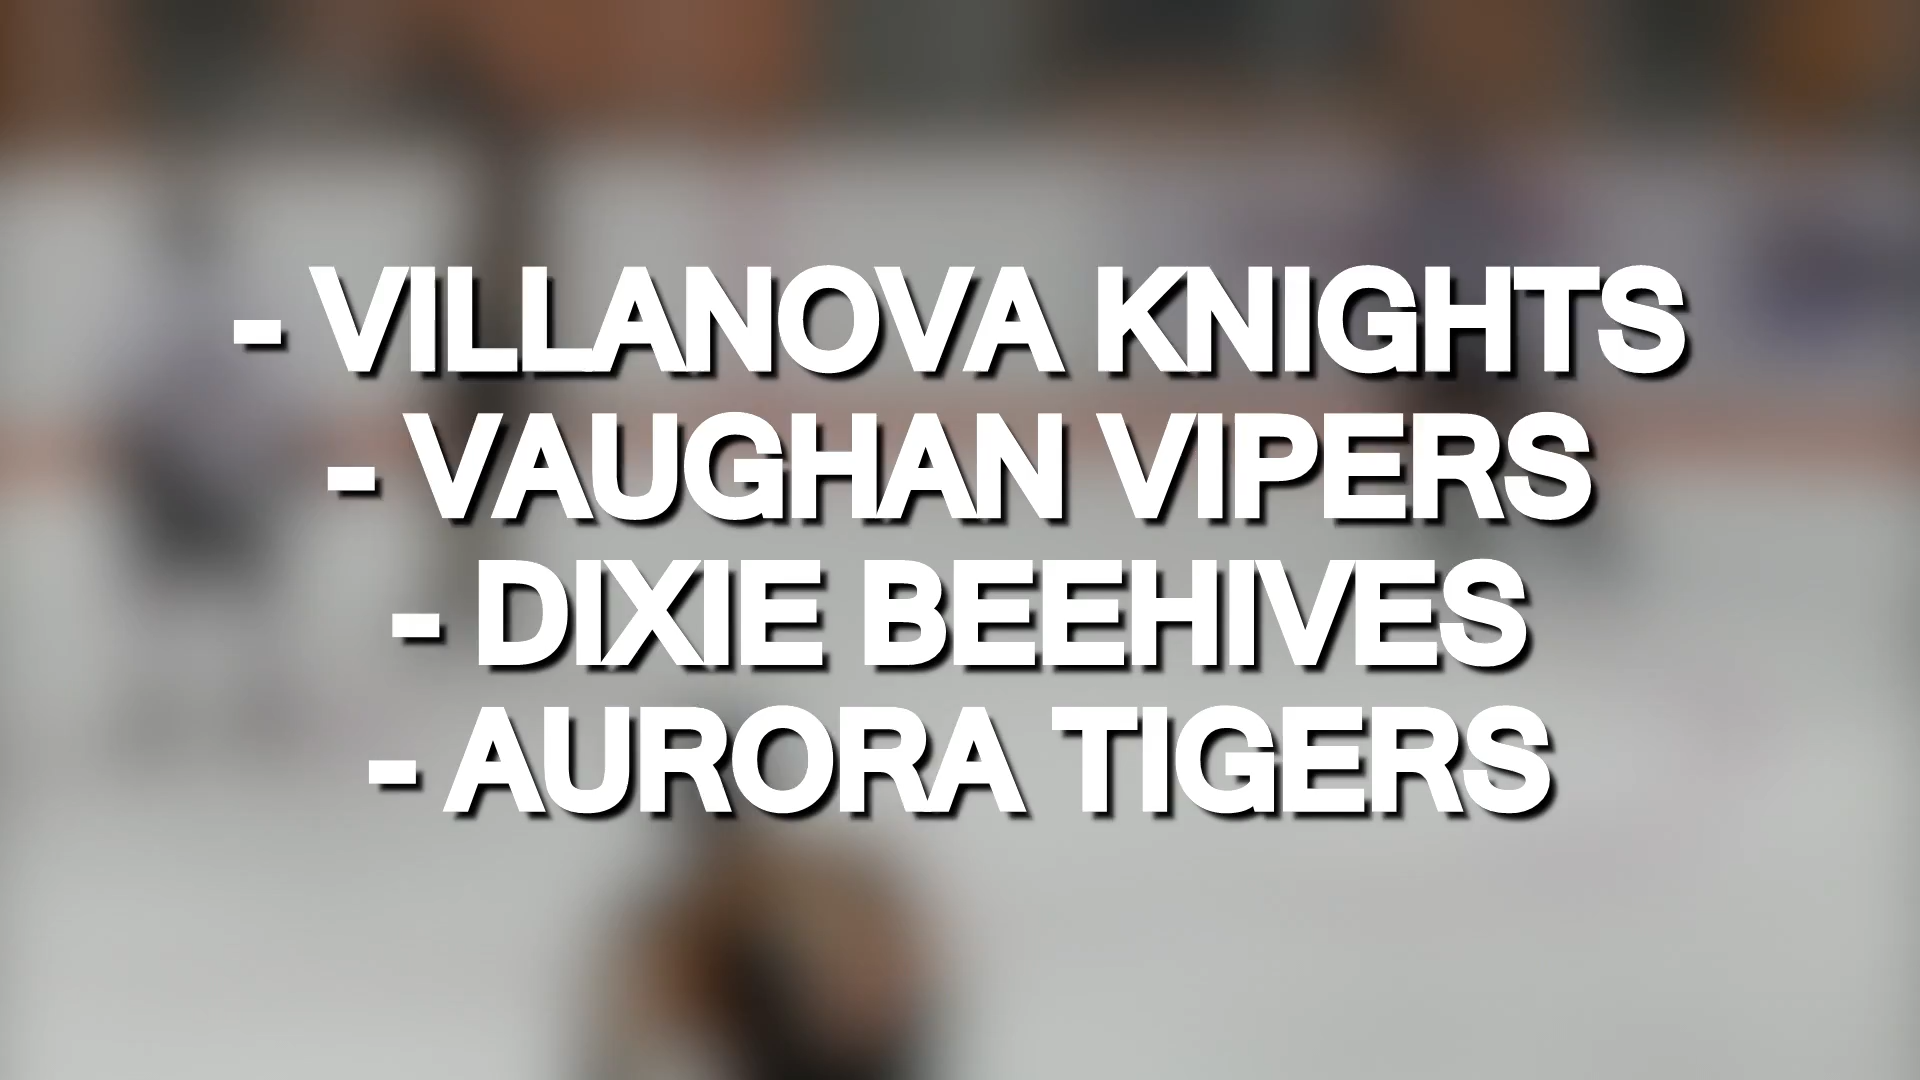 - VILLANOVA KNIGHTS
- VAUGHAN VIPERS
- DIXIE BEEHIVES
- AURORA TIGERS